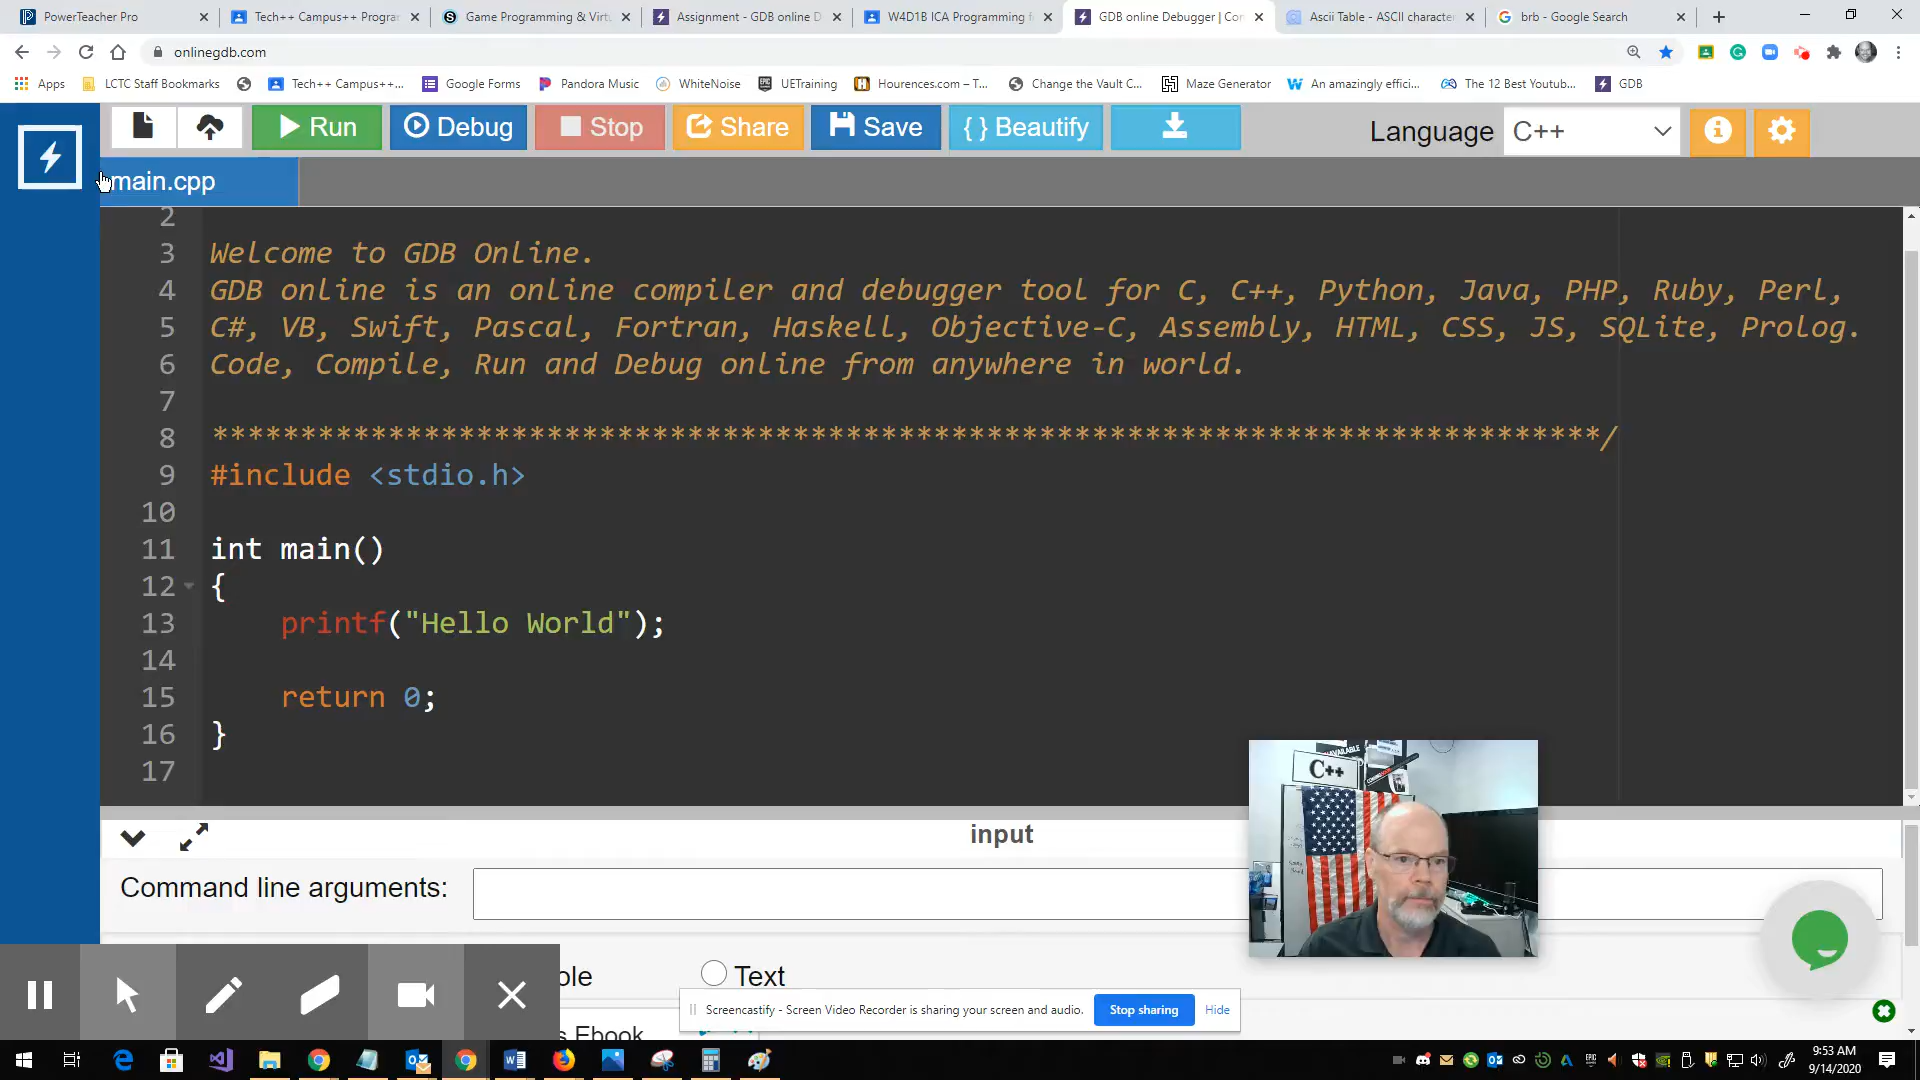 PowerTeacher Pro
Tech++ Campus++ Progra
Game Programming & Virtu
Assignment - GDB online D
W4D1B ICA Programming f
GDB online Debugger | Con
Ascii Table - ASCII characte
brb - Google Search
onlinegdb.com
Apps
LCTC Staff Bookmarks
Tech++ Campus++...
Google Forms
Pandora Music
WhiteNoise
UETraining
Hourences.com – T...
Change the Vault C...
Maze Generator
An amazingly effici...
The 12 Best Youtub...
GDB
Run
Debug
Stop
Share
Save
{ } Beautify
Language
C++
main.cpp
2
3 Welcome to GDB Online.
4 GDB online is an online compiler and debugger tool for C, C++, Python, Java, PHP, Ruby, Perl,
5 C#, VB, Swift, Pascal, Fortran, Haskell, Objective-C, Assembly, HTML, CSS, JS, SQLite, Prolog.
6 Code, Compile, Run and Debug online from anywhere in world.
7
8 *******************************************************************************/
9 #include <stdio.h>
10
11 int main()
12 {
13 printf("Hello World");
14
15 return 0;
16 }
17
C++
input
Command line arguments:
ole
Text
Screencastify - Screen Video Recorder is sharing your screen and audio.
Stop sharing
Hide
s Ebook
9:53 AM
9/14/2020